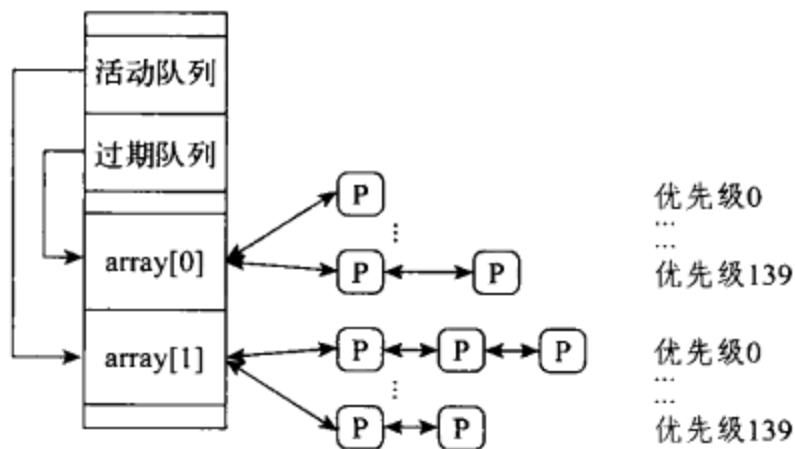 活动队列
过期队列
P 优先级0
⋮ ...
...
array[0] P P 优先级139
array[1] P P P 优先级0
⋮ ...
...
P P 优先级139